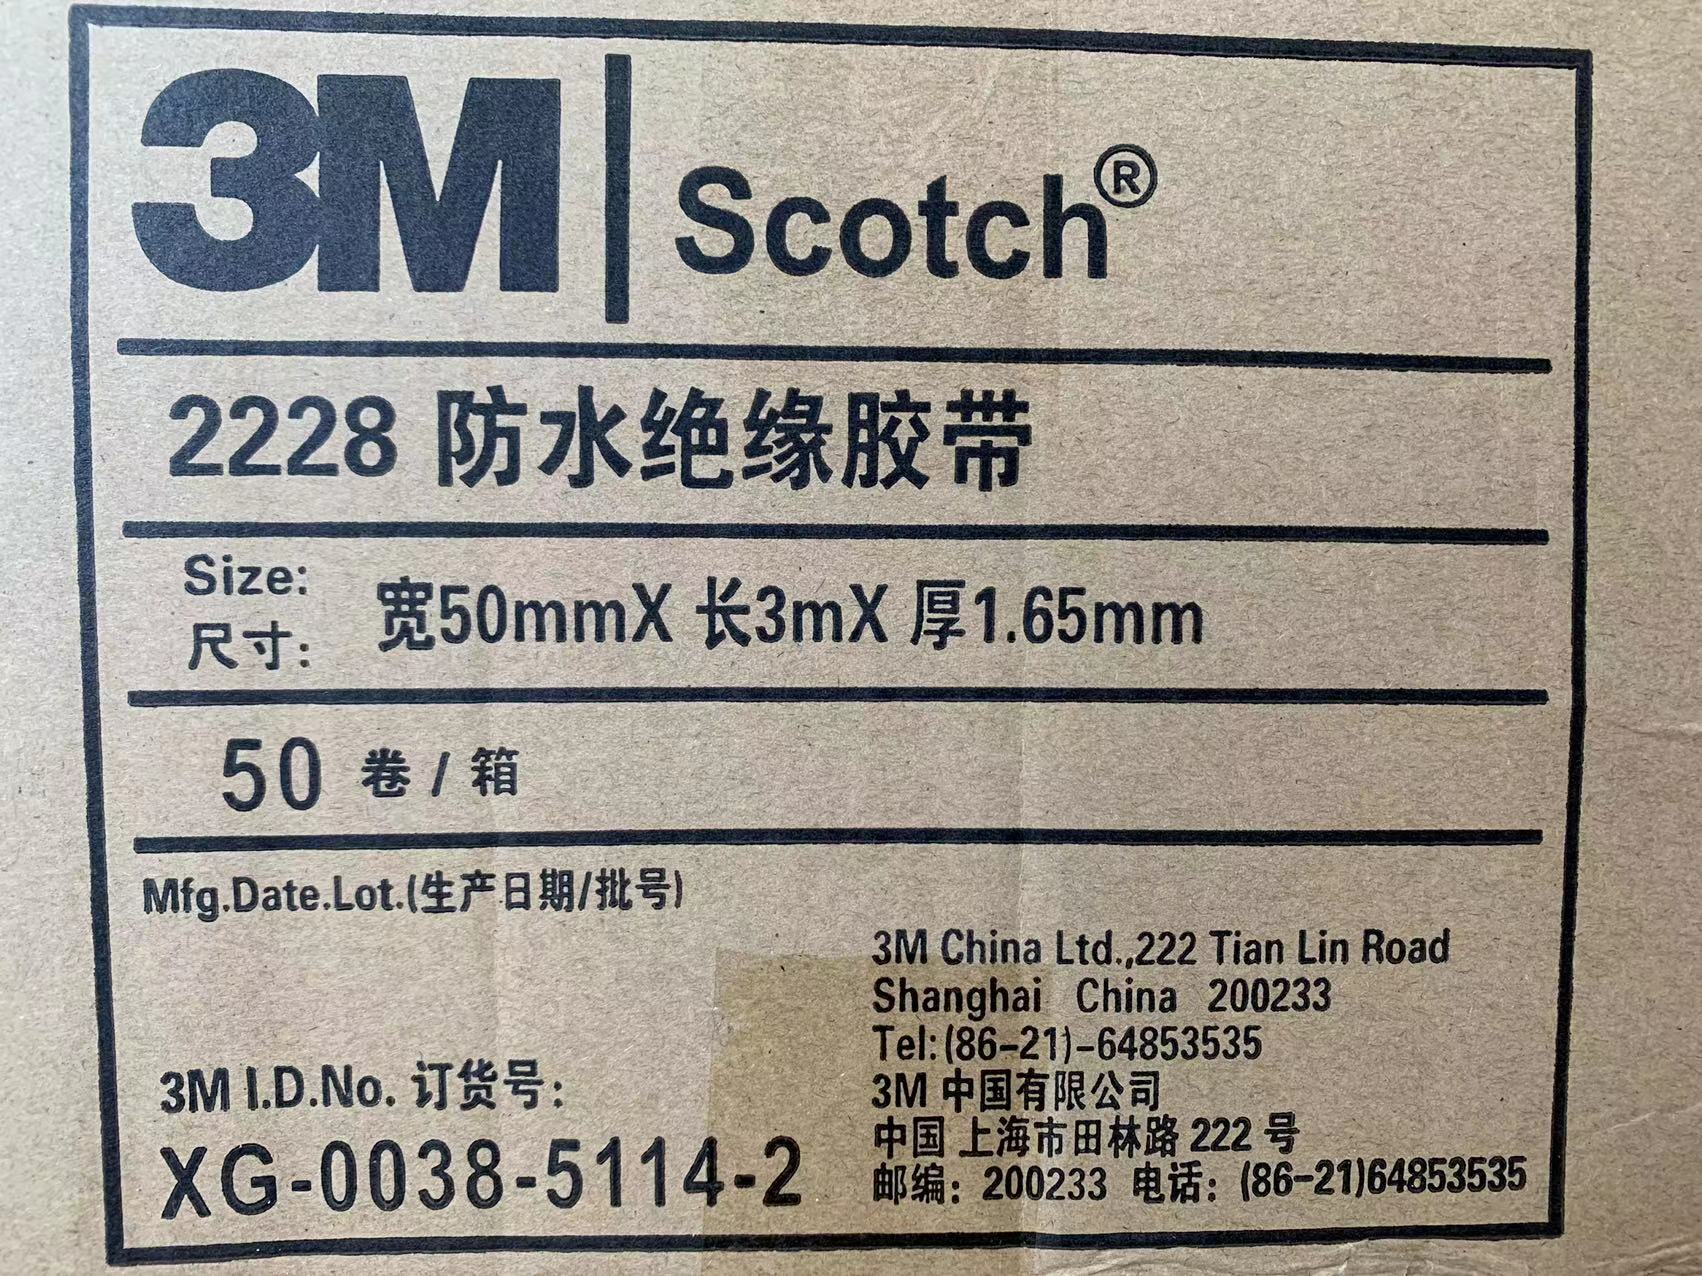 3M | Scotch®
2228 防水绝缘胶带
Size:
尺寸:
宽50mmX 长3mX 厚1.65mm
50 卷 / 箱
Mfg.Date.Lot.(生产日期/批号)
3M I.D.No. 订货号:
XG-0038-5114-2
3M China Ltd.,222 Tian Lin Road
Shanghai China 200233
Tel:(86-21)-64853535
3M 中国有限公司
中国 上海市田林路 222 号
邮编: 200233 电话: (86-21)64853535